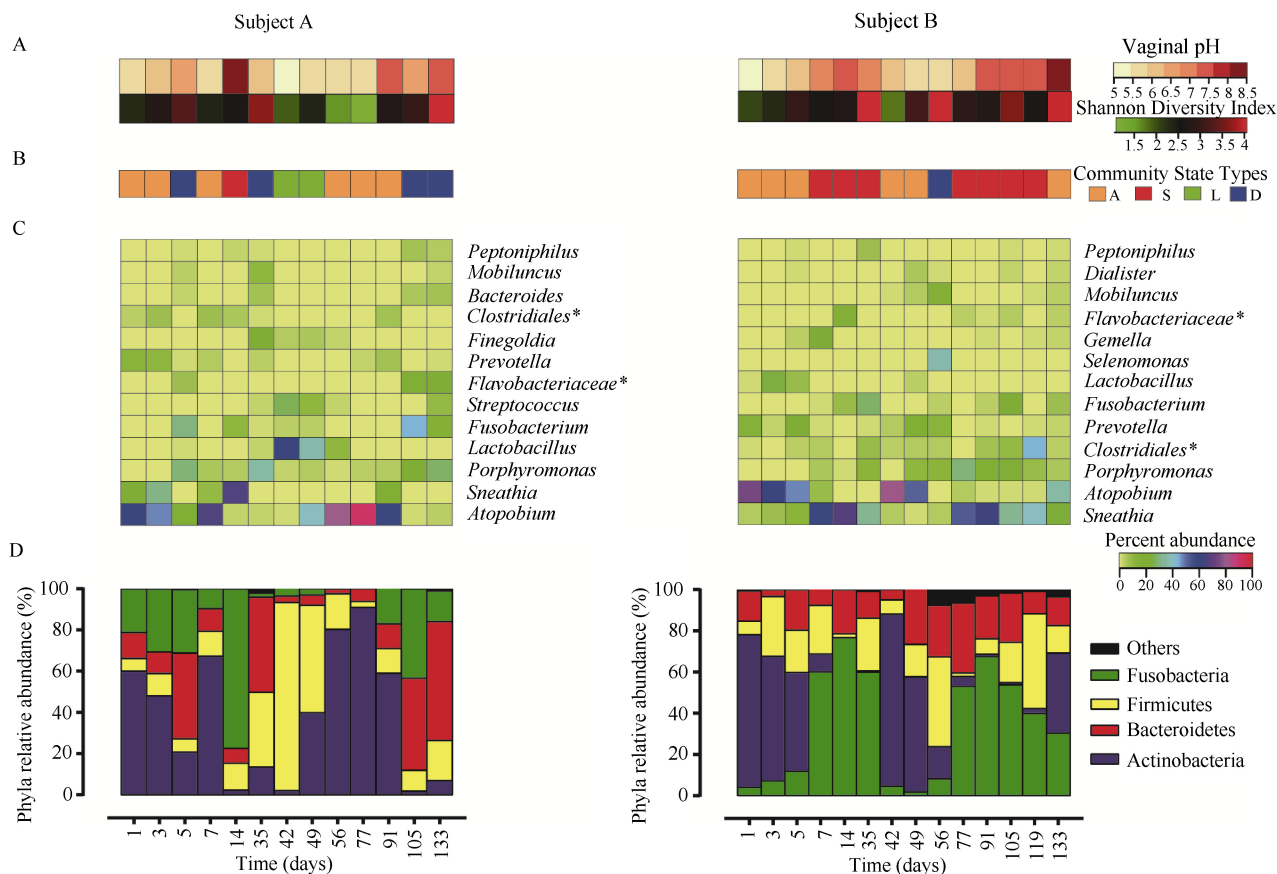 Subject A
Subject B
A
Vaginal pH
5 5.5 6 6.5 7 7.5 8 8.5
Shannon Diversity Index
1.5 2 2.5 3 3.5 4
B
Community State Types
A S L D
C
Peptoniphilus
Mobiluncus
Bacteroides
Clostridiales*
Finegoldia
Prevotella
Flavobacteriaceae*
Streptococcus
Fusobacterium
Lactobacillus
Porphyromonas
Sneathia
Atopobium
Peptoniphilus
Dialister
Mobiluncus
Flavobacteriaceae*
Gemella
Selenomonas
Lactobacillus
Fusobacterium
Prevotella
Clostridiales*
Porphyromonas
Atopobium
Sneathia
Percent abundance
0 20 40 60 80 100
D
Phyla relative abundance (%)
100
80
60
40
20
0
1 3 5 7 14 35 42 49 56 77 91 105 133
Time (days)
Phyla relative abundance (%)
100
80
60
40
20
0
1 3 5 7 14 35 42 49 56 77 91 105 119 133
Time (days)
Others
Fusobacteria
Firmicutes
Bacteroidetes
Actinobacteria